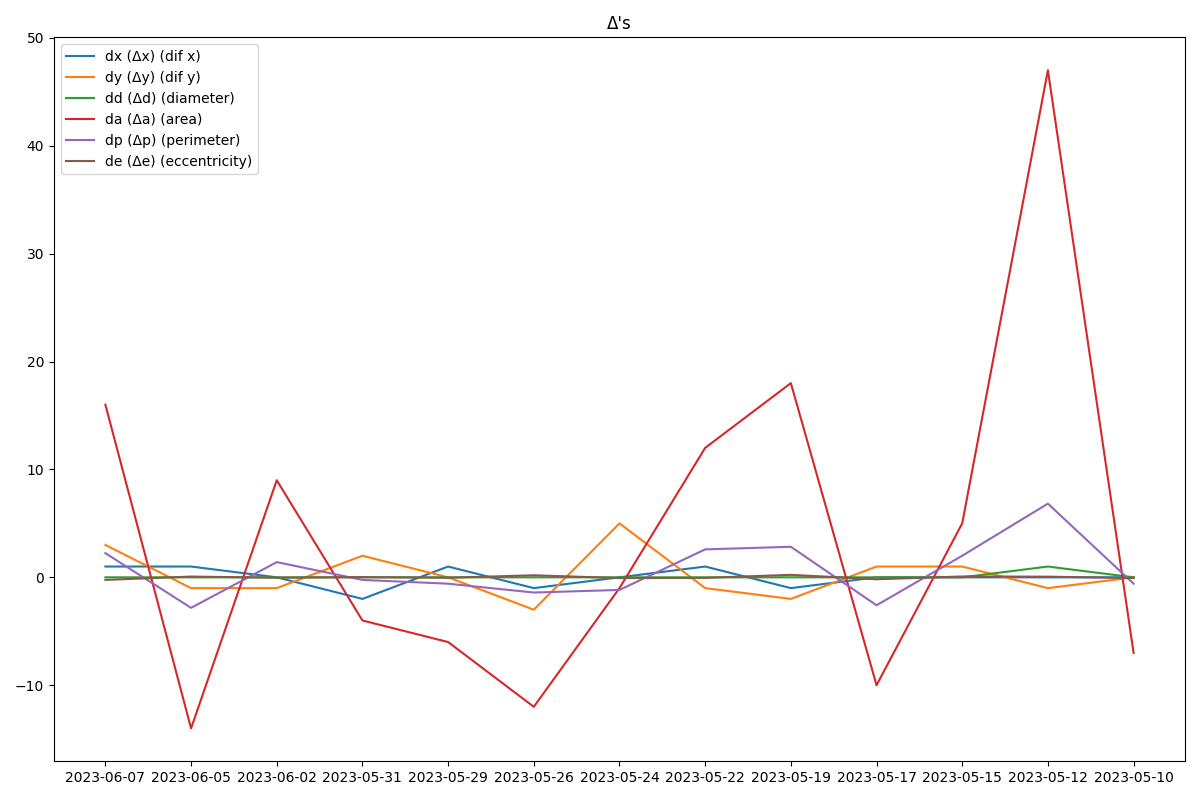 Δ's
dx (Δx) (dif x)
dy (Δy) (dif y)
dd (Δd) (diameter)
da (Δa) (area)
dp (Δp) (perimeter)
de (Δe) (eccentricity)
50
40
30
20
10
0
−10
2023-06-07 2023-06-05 2023-06-02 2023-05-31 2023-05-29 2023-05-26 2023-05-24 2023-05-22 2023-05-19 2023-05-17 2023-05-15 2023-05-12 2023-05-10